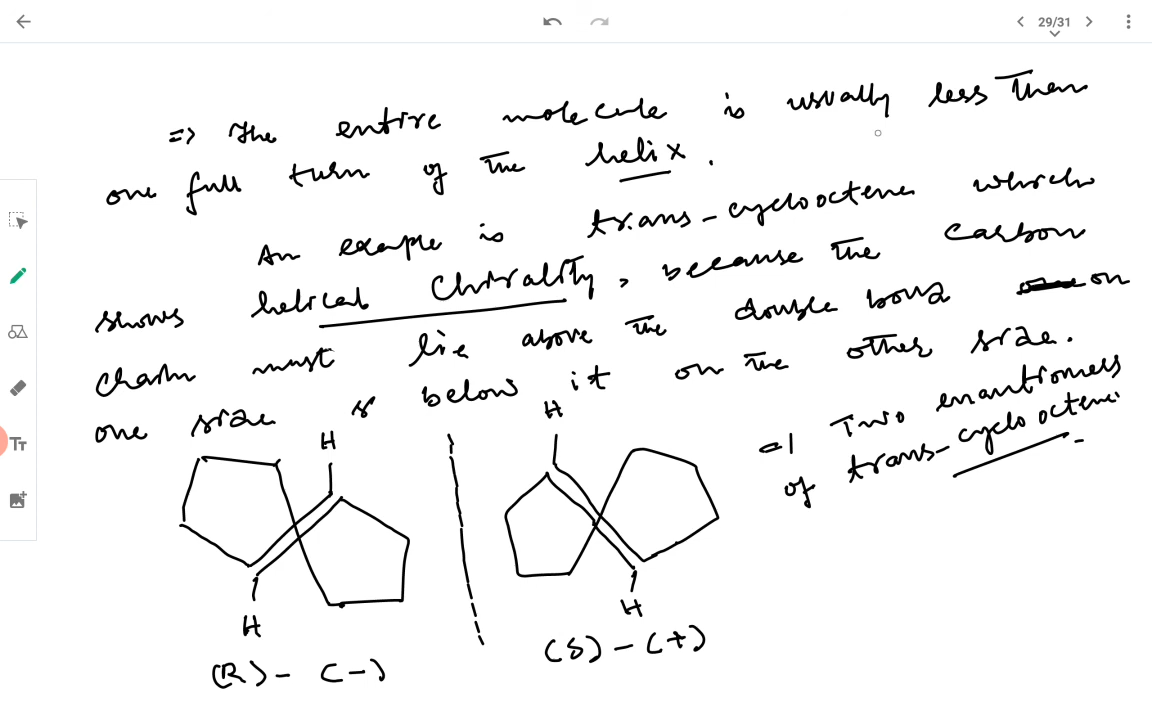 29/31
=> The entire molecule is usually less than
one full turn of the helix.
An example is trans-cyclooctene which
shows helical chirality, because the carbon
chain must lie above the double bond on
one side & below it on the other side.
=> Two enantiomers
of trans-cyclooctene
H
H
H
H
(R)-(-)
(S)-(+)
TT